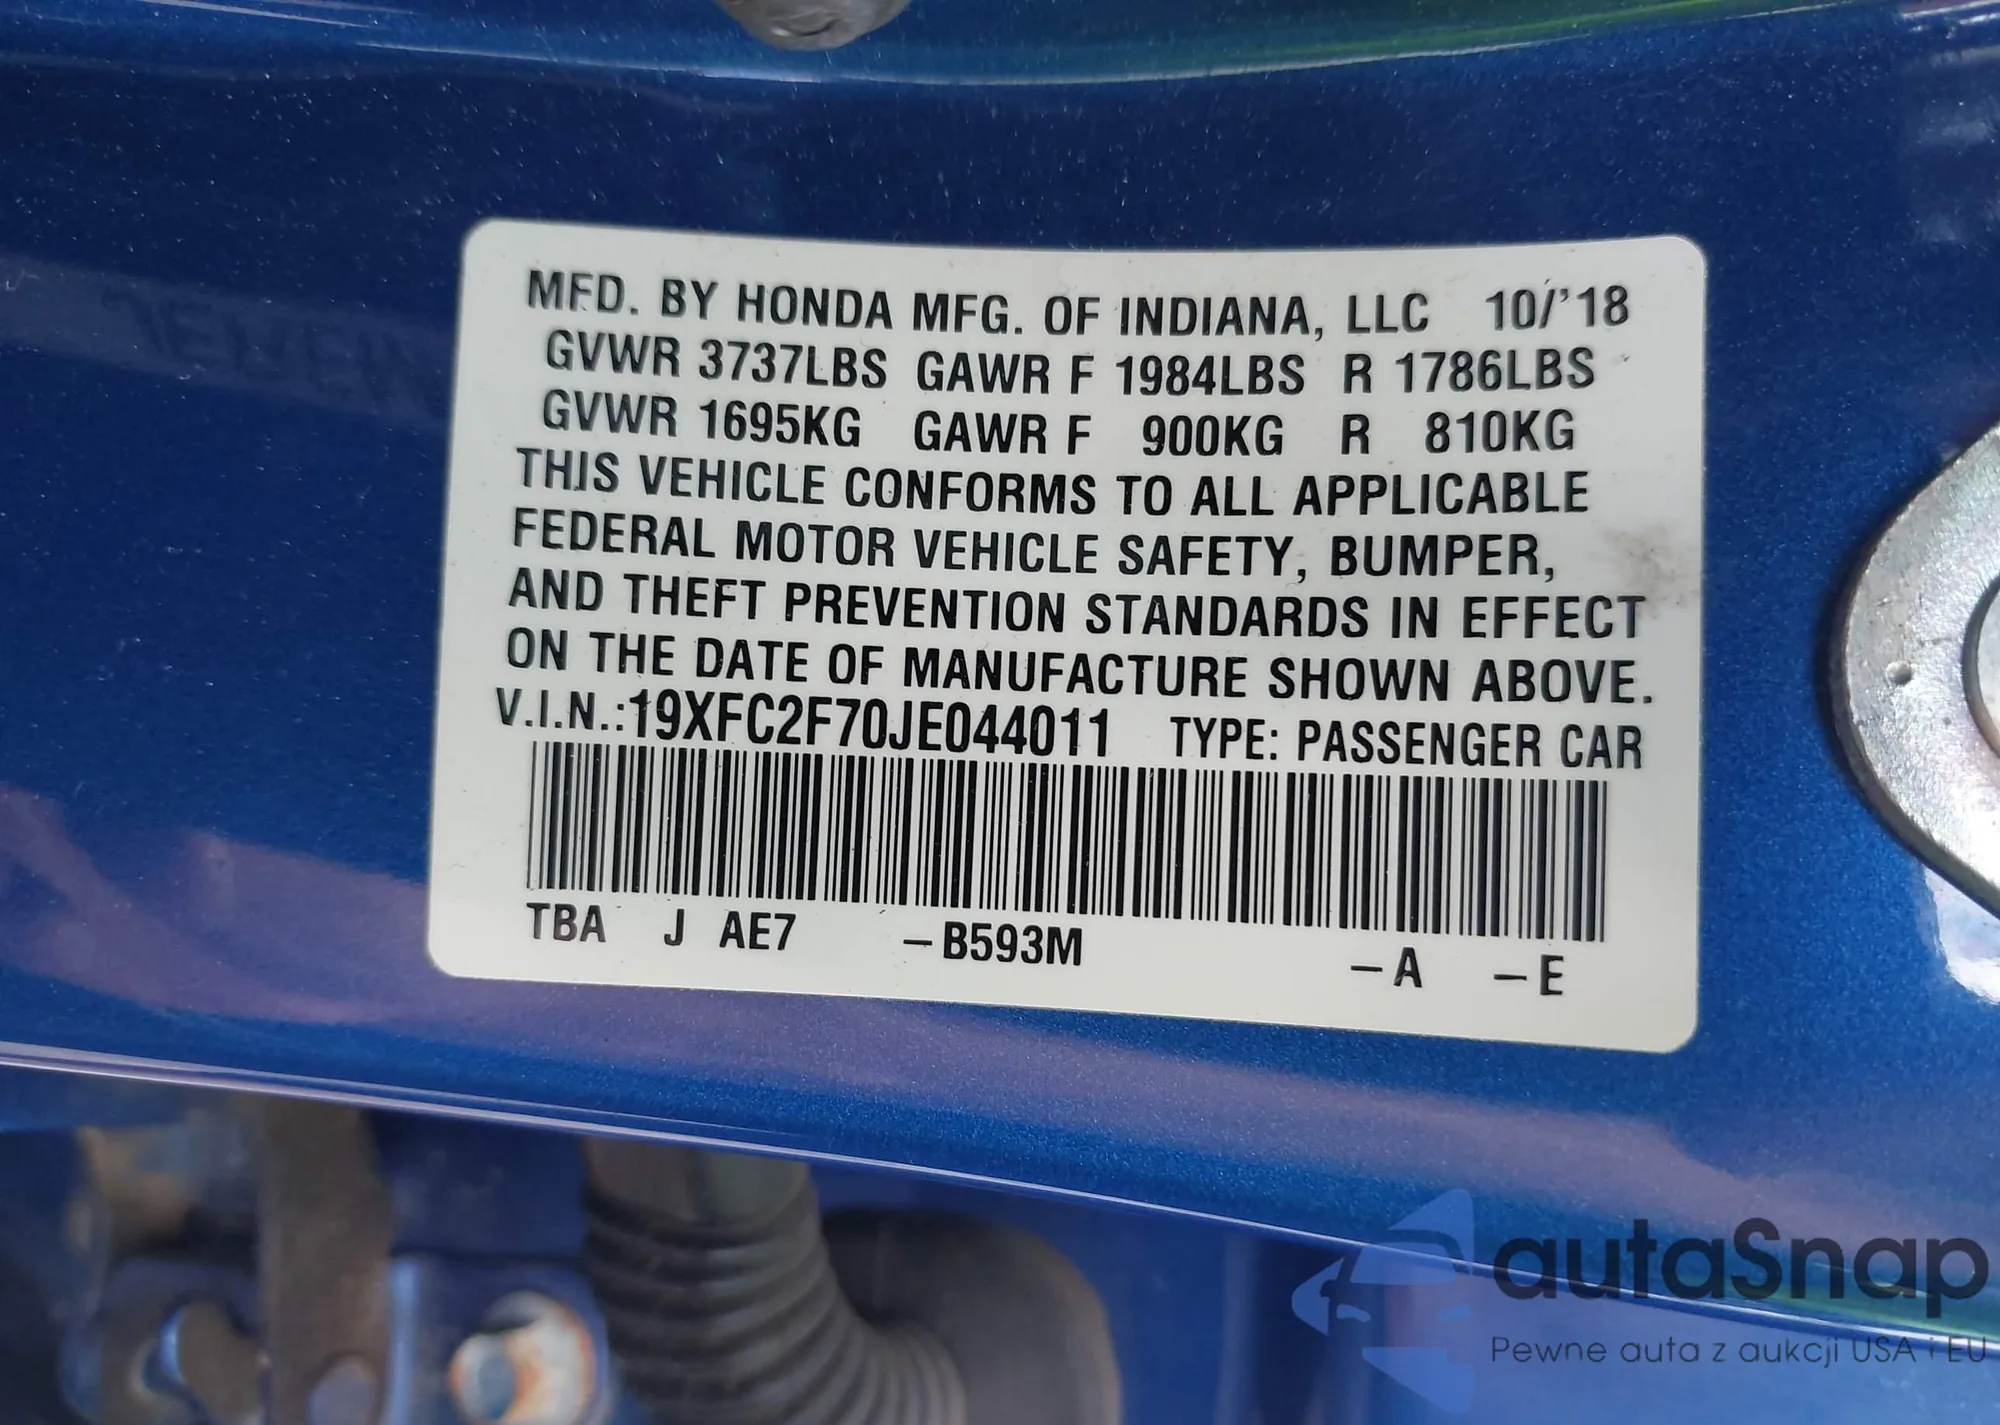 MFD. BY HONDA MFG. OF INDIANA, LLC 10/'18
GVWR 3737LBS GAWR F 1984LBS R 1786LBS
GVWR 1695KG GAWR F 900KG R 810KG
THIS VEHICLE CONFORMS TO ALL APPLICABLE
FEDERAL MOTOR VEHICLE SAFETY, BUMPER,
AND THEFT PREVENTION STANDARDS IN EFFECT
ON THE DATE OF MANUFACTURE SHOWN ABOVE.
V.I.N.:19XFC2F70JE044011 TYPE: PASSENGER CAR
TBA J AE7 –B593M –A –E
autaSnap
Pewne auta z aukcji USA i EU